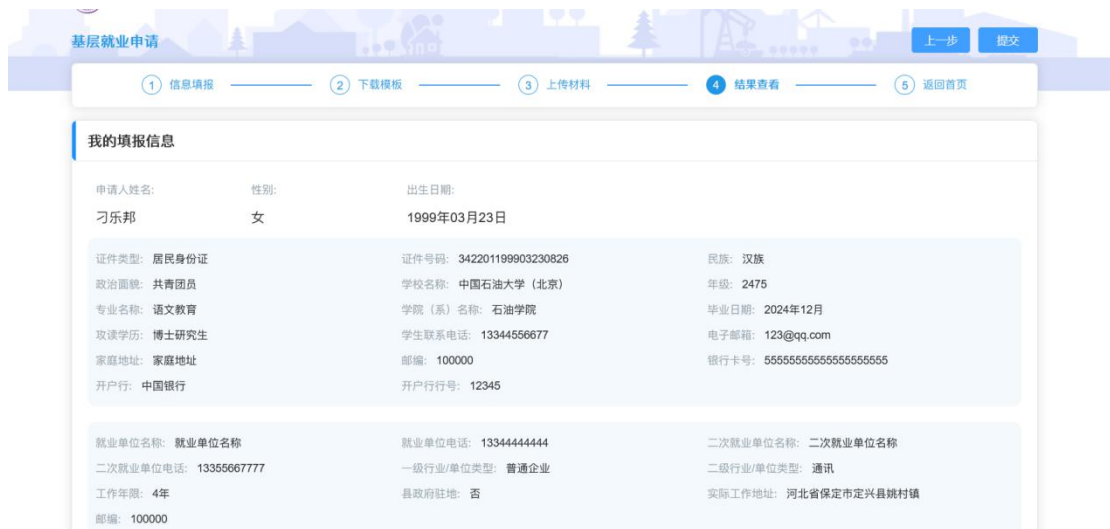 基层就业申请
上一步 提交
1 信息填报 2 下载模板 3 上传材料 4 结果查看 5 返回首页
我的填报信息
申请人姓名: 性别: 出生日期:
刁乐邦 女 1999年03月23日
证件类型: 居民身份证 证件号码: 342201199903230826 民族: 汉族
政治面貌: 共青团员 学校名称: 中国石油大学（北京） 年级: 2475
专业名称: 语文教育 学院（系）名称: 石油学院 毕业日期: 2024年12月
攻读学历: 博士研究生 学生联系电话: 13344556677 电子邮箱: 123@qq.com
家庭地址: 家庭地址 邮编: 100000 银行卡号: 55555555555555555555
开户行: 中国银行 开户行行号: 12345
就业单位名称: 就业单位名称 就业单位电话: 13344444444 二次就业单位名称: 二次就业单位名称
二次就业单位电话: 13355667777 一级行业/单位类型: 普通企业 二级行业/单位类型: 通讯
工作年限: 4年 县政府驻地: 否 实际工作地址: 河北省保定市定兴县姚村镇
邮编: 100000